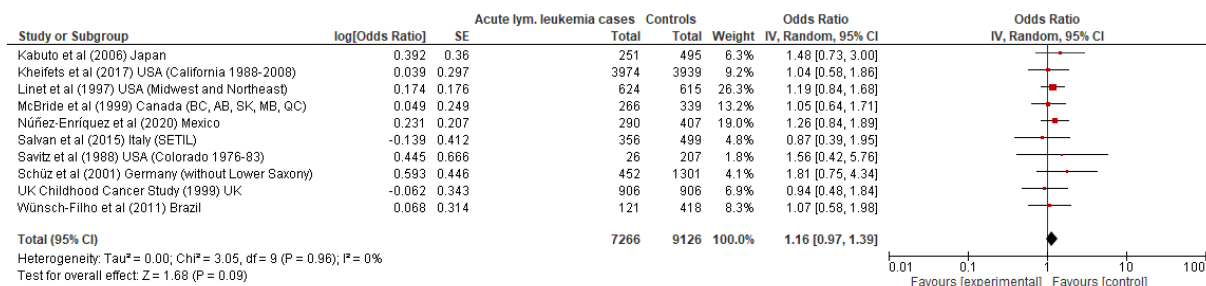 Acute lym. leukemia cases Controls Odds Ratio Odds Ratio
Study or Subgroup log[Odds Ratio] SE Total Total Weight IV, Random, 95% CI IV, Random, 95% CI
Kabuto et al (2006) Japan 0.392 0.36 251 495 6.3% 1.48 [0.73, 3.00]
Kheifets et al (2017) USA (California 1988-2008) 0.039 0.297 3974 3939 9.2% 1.04 [0.58, 1.86]
Linet et al (1997) USA (Midwest and Northeast) 0.174 0.176 624 615 26.3% 1.19 [0.84, 1.68]
McBride et al (1999) Canada (BC, AB, SK, MB, QC) 0.049 0.249 266 339 13.2% 1.05 [0.64, 1.71]
Núñez-Enríquez et al (2020) Mexico 0.231 0.207 290 407 19.0% 1.26 [0.84, 1.89]
Salvan et al (2015) Italy (SETIL) -0.139 0.412 356 499 4.8% 0.87 [0.39, 1.95]
Savitz et al (1988) USA (Colorado 1976-83) 0.445 0.666 26 207 1.8% 1.56 [0.42, 5.76]
Schüz et al (2001) Germany (without Lower Saxony) 0.593 0.446 452 1301 4.1% 1.81 [0.75, 4.34]
UK Childhood Cancer Study (1999) UK -0.062 0.343 906 906 6.9% 0.94 [0.48, 1.84]
Wünsch-Filho et al (2011) Brazil 0.068 0.314 121 418 8.3% 1.07 [0.58, 1.98]
Total (95% CI) 7266 9126 100.0% 1.16 [0.97, 1.39]
Heterogeneity: Tau² = 0.00; Chi² = 3.05, df = 9 (P = 0.96); I² = 0%
Test for overall effect: Z = 1.68 (P = 0.09)
0.01 0.1 1 10 100
Favours [experimental] Favours [control]